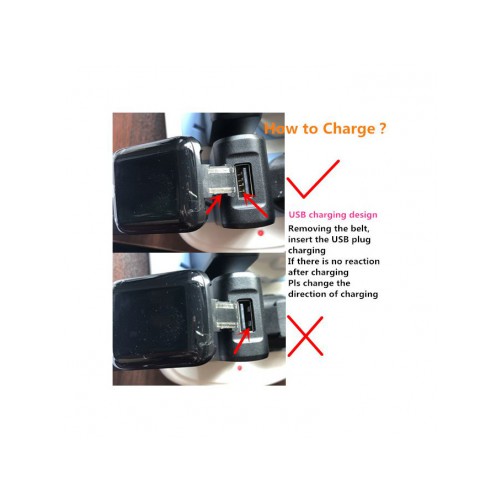 How to Charge ?
USB charging design
Removing the belt,
insert the USB plug
charging
If there is no reaction
after charging
Pls change the
direction of charging